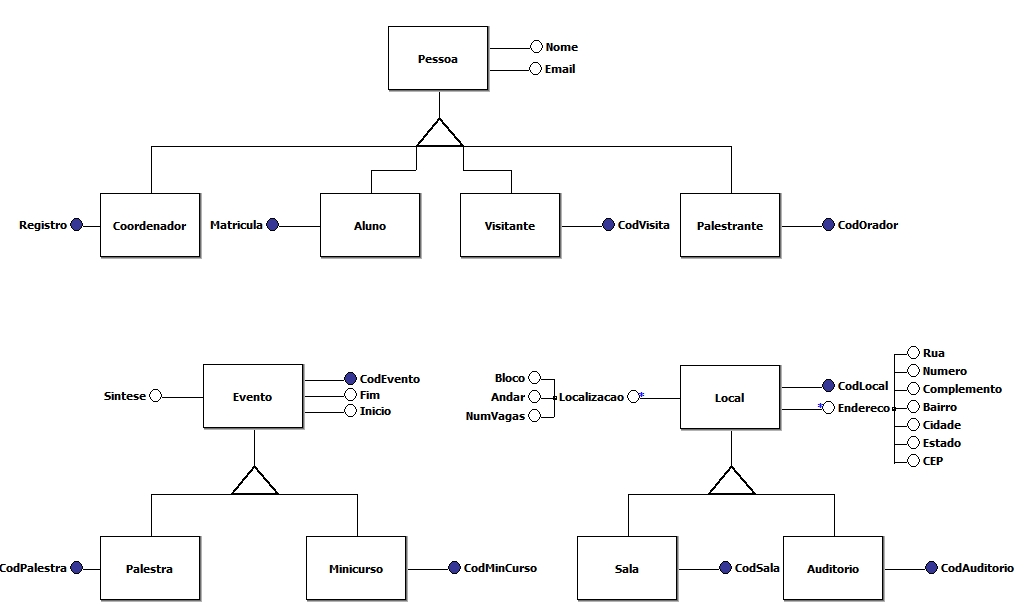 Pessoa
Nome
Email
Registro
Coordenador
Matricula
Aluno
Visitante
CodVisita
Palestrante
CodOrador
Sintese
Evento
CodEvento
Fim
Inicio
Bloco
Andar
NumVagas
Localizacao
*
Local
CodLocal
*
Endereco
Rua
Numero
Complemento
Bairro
Cidade
Estado
CEP
CodPalestra
Palestra
Minicurso
CodMinCurso
Sala
CodSala
Auditorio
CodAuditorio